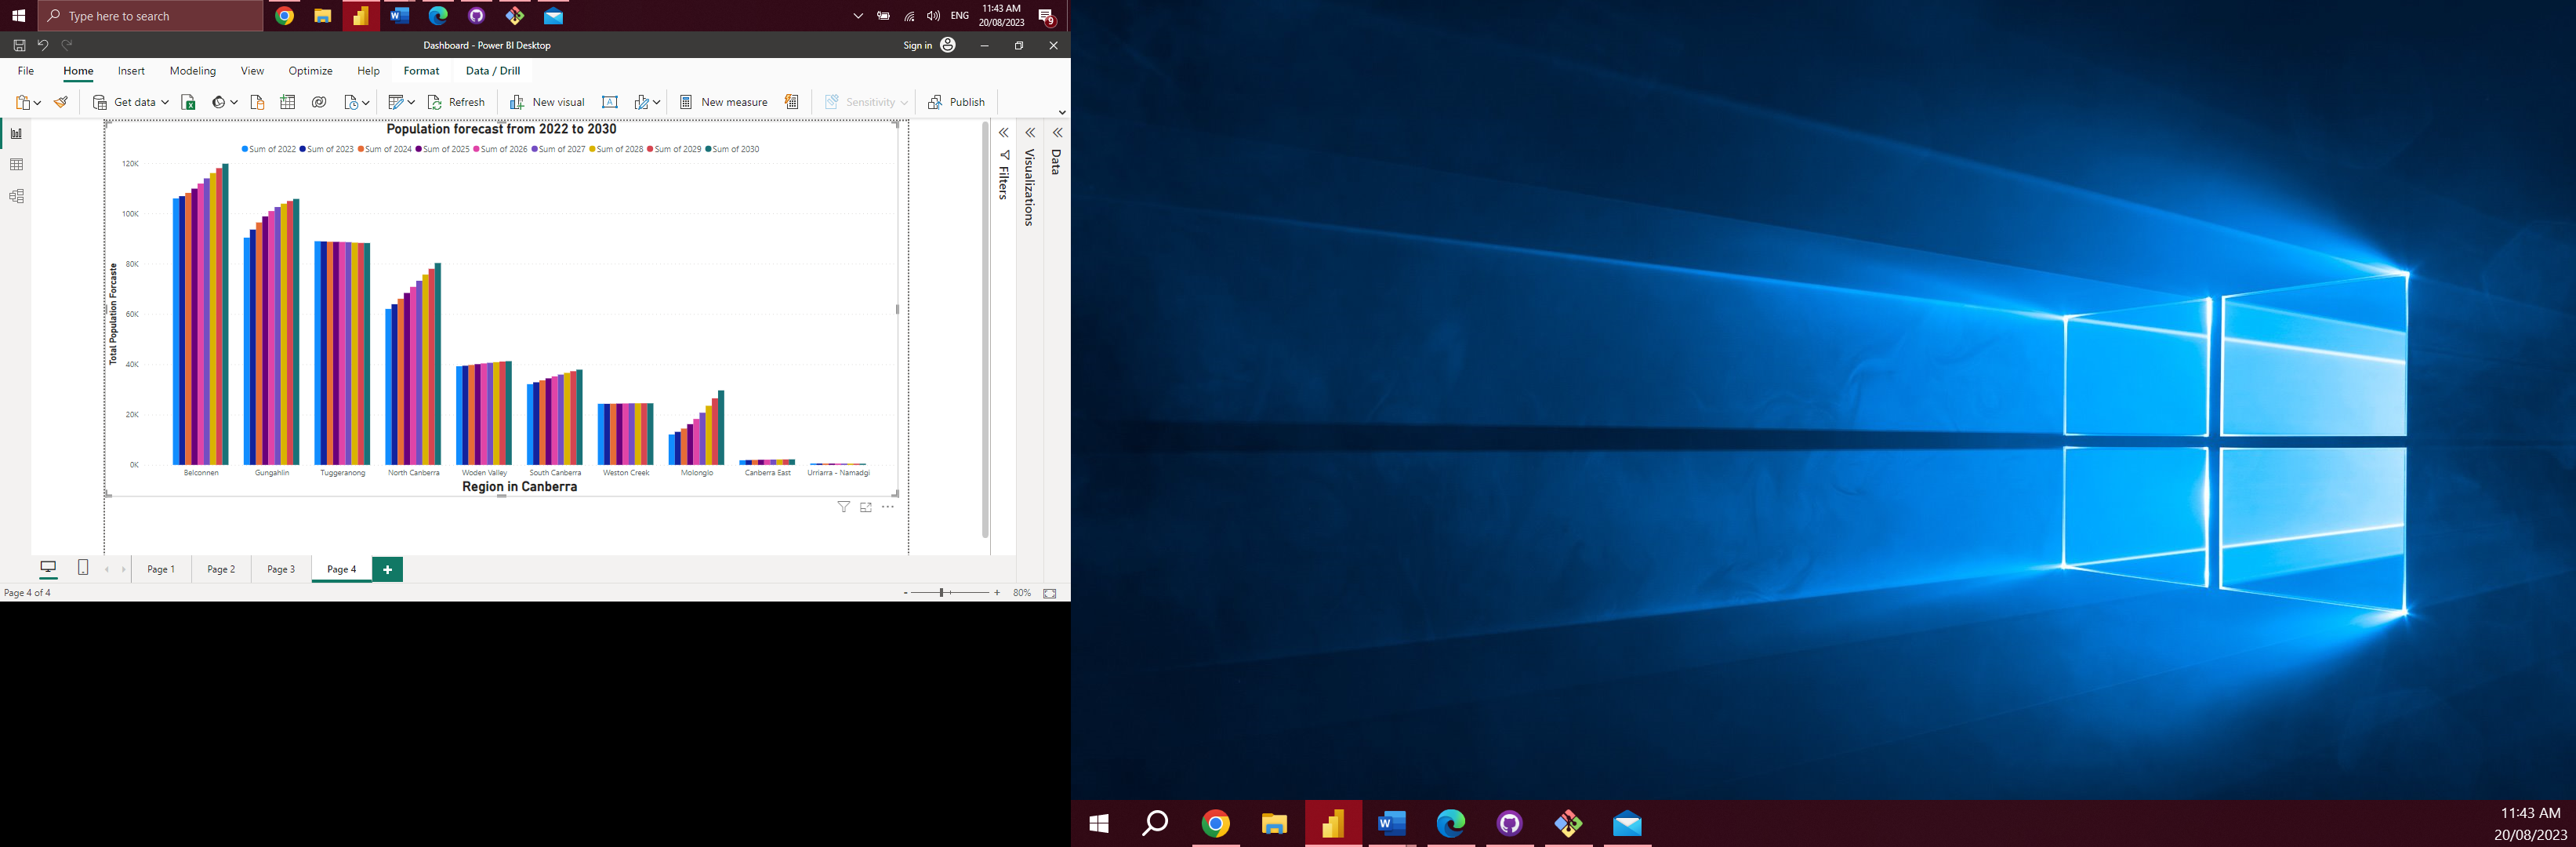 Type here to search
ENG
11:43 AM
20/08/2023
9
Dashboard - Power BI Desktop
Sign in
File Home Insert Modeling View Optimize Help Format Data / Drill
Get data
Refresh
New visual
New measure
Sensitivity
Publish
Population forecast from 2022 to 2030
Sum of 2022 Sum of 2023 Sum of 2024 Sum of 2025 Sum of 2026 Sum of 2027 Sum of 2028 Sum of 2029 Sum of 2030
Total Population Forcaste
120K
100K
80K
60K
40K
20K
0K
Belconnen Gungahlin Tuggeranong North Canberra Woden Valley South Canberra Weston Creek Molonglo Canberra East Urriarra - Namadgi
Region in Canberra
Filters
Visualizations
Data
Page 1 Page 2 Page 3 Page 4
Page 4 of 4
80%
11:43 AM
20/08/2023